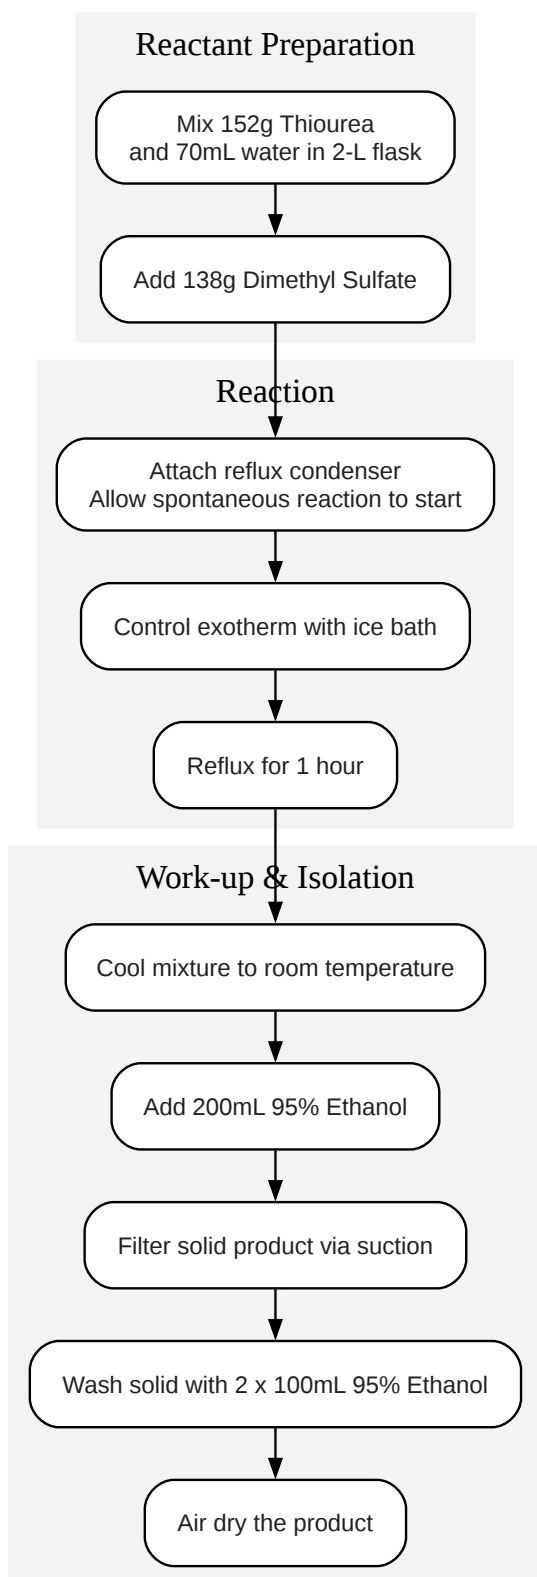 Reactant Preparation
Mix 152g Thiourea
and 70mL water in 2-L flask
Add 138g Dimethyl Sulfate
Reaction
Attach reflux condenser
Allow spontaneous reaction to start
Control exotherm with ice bath
Reflux for 1 hour
Work-up & Isolation
Cool mixture to room temperature
Add 200mL 95% Ethanol
Filter solid product via suction
Wash solid with 2 x 100mL 95% Ethanol
Air dry the product